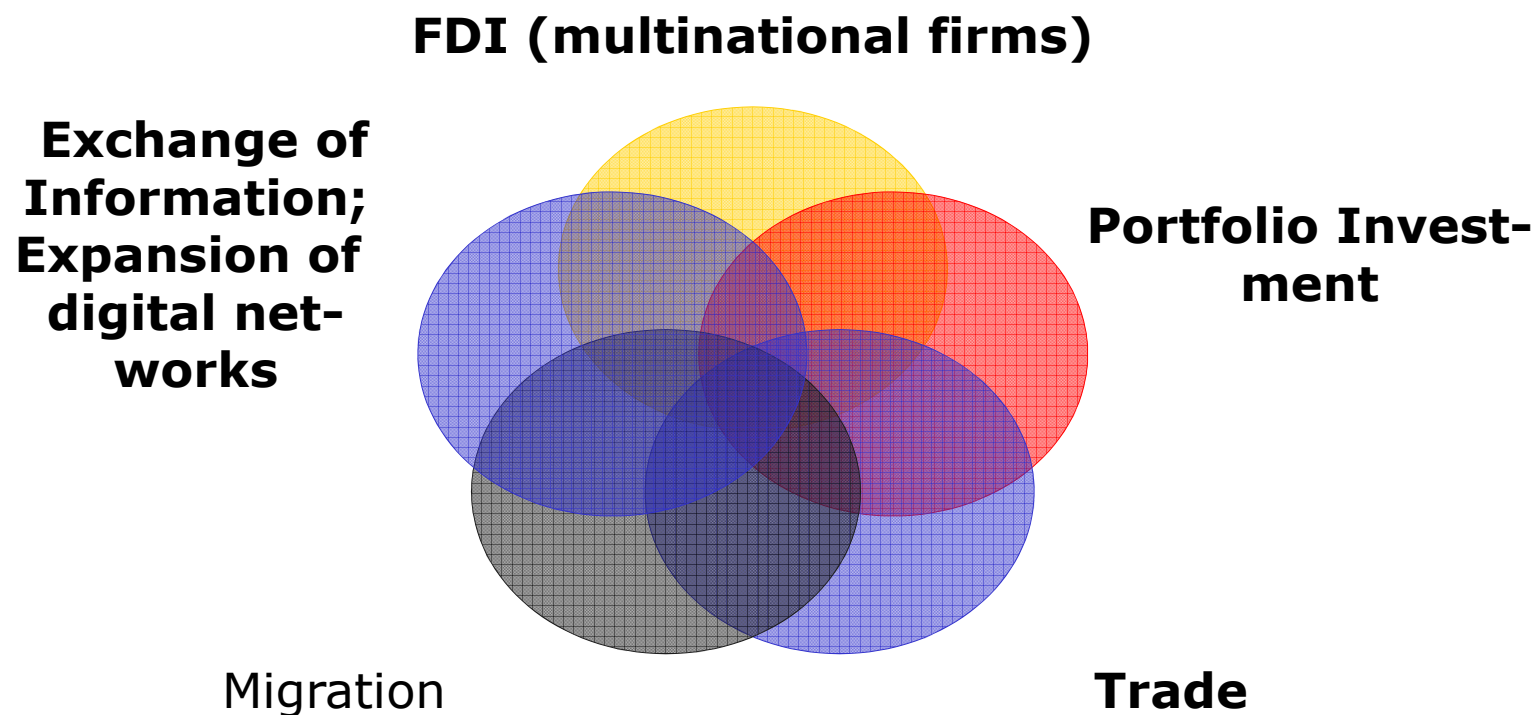 FDI (multinational firms)
Exchange of
Information;
Expansion of
digital net-
works
Portfolio Invest-
ment
Migration
Trade